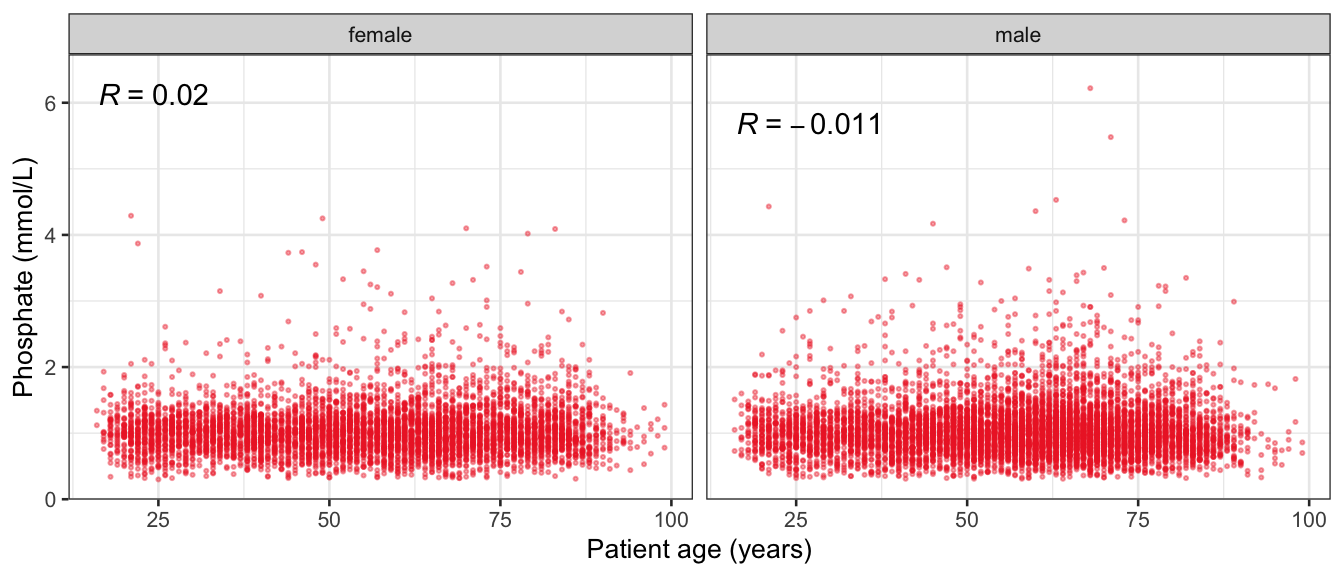 female
male
R = 0.02
R = −0.011
Phosphate (mmol/L)
6
4
2
0
25 50 75 100
25 50 75 100
Patient age (years)